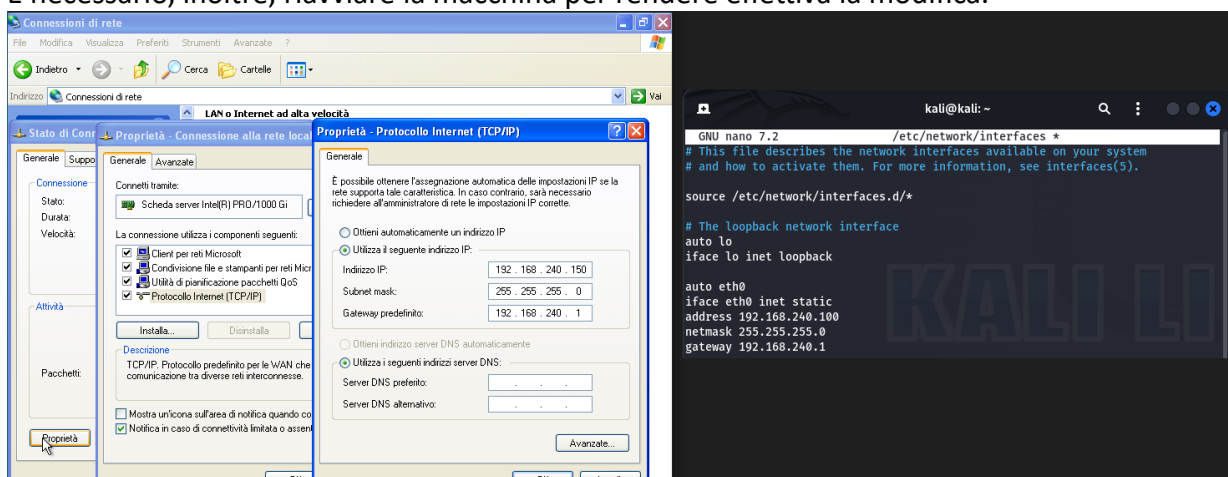 È necessario, inoltre, riavviare la macchina per rendere effettiva la modifica.
Connessioni di rete
File Modifica Visualizza Preferiti Strumenti Avanzate ?
Indietro Cerca Cartelle
Indirizzo Connessioni di rete Vai
LAN o Internet ad alta velocità
Stato di Conn
Generale Suppo
Connessione
Stato:
Durata:
Velocità:
Attività
Pacchetti:
Proprietà
Proprietà - Connessione alla rete local
Generale Avanzate
Connetti tramite:
Scheda server Intel(R) PRO/1000 Gi
La connessione utilizza i componenti seguenti:
Client per reti Microsoft
Condivisione file e stampanti per reti Micr
Utilità di pianificazione pacchetti QoS
Protocollo Internet (TCP/IP)
Installa... Disinstalla
Descrizione
TCP/IP. Protocollo predefinito per le WAN che
comunicazione tra diverse reti interconnesse.
Mostra un'icona sull'area di notifica quando co
Notifica in caso di connettività limitata o assent
Proprietà - Protocollo Internet (TCP/IP)
Generale
È possibile ottenere l'assegnazione automatica delle impostazioni IP se la
rete supporta tale caratteristica. In caso contrario, sarà necessario
richiedere all'amministratore di rete le impostazioni IP corrette.
Ottieni automaticamente un indirizzo IP
Utilizza il seguente indirizzo IP:
Indirizzo IP: 192 . 168 . 240 . 150
Subnet mask: 255 . 255 . 255 . 0
Gateway predefinito: 192 . 168 . 240 . 1
Ottieni indirizzo server DNS automaticamente
Utilizza i seguenti indirizzi server DNS:
Server DNS preferito:
Server DNS alternativo:
Avanzate...
kali@kali: ~
GNU nano 7.2 /etc/network/interfaces *
# This file describes the network interfaces available on your system
# and how to activate them. For more information, see interfaces(5).
source /etc/network/interfaces.d/*
# The loopback network interface
auto lo
iface lo inet loopback
auto eth0
iface eth0 inet static
address 192.168.240.100
netmask 255.255.255.0
gateway 192.168.240.1
KALI LI